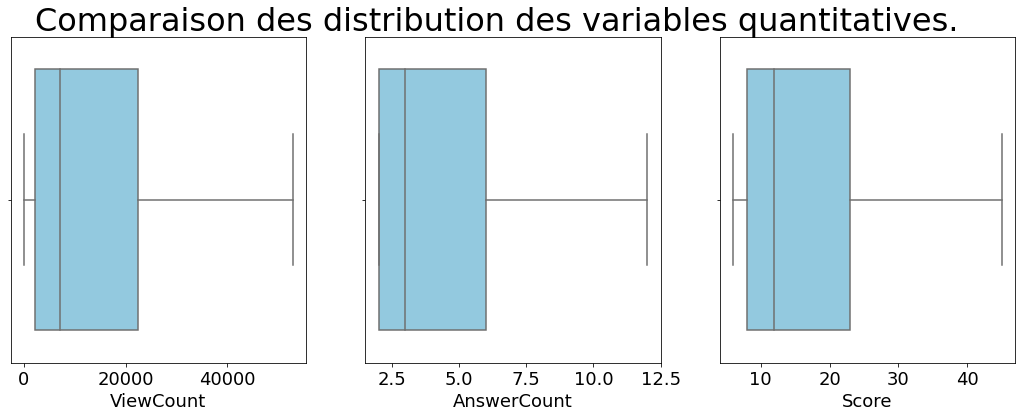 Comparaison des distribution des variables quantitatives.
0 20000 40000
ViewCount
2.5 5.0 7.5 10.0 12.5
AnswerCount
10 20 30 40
Score